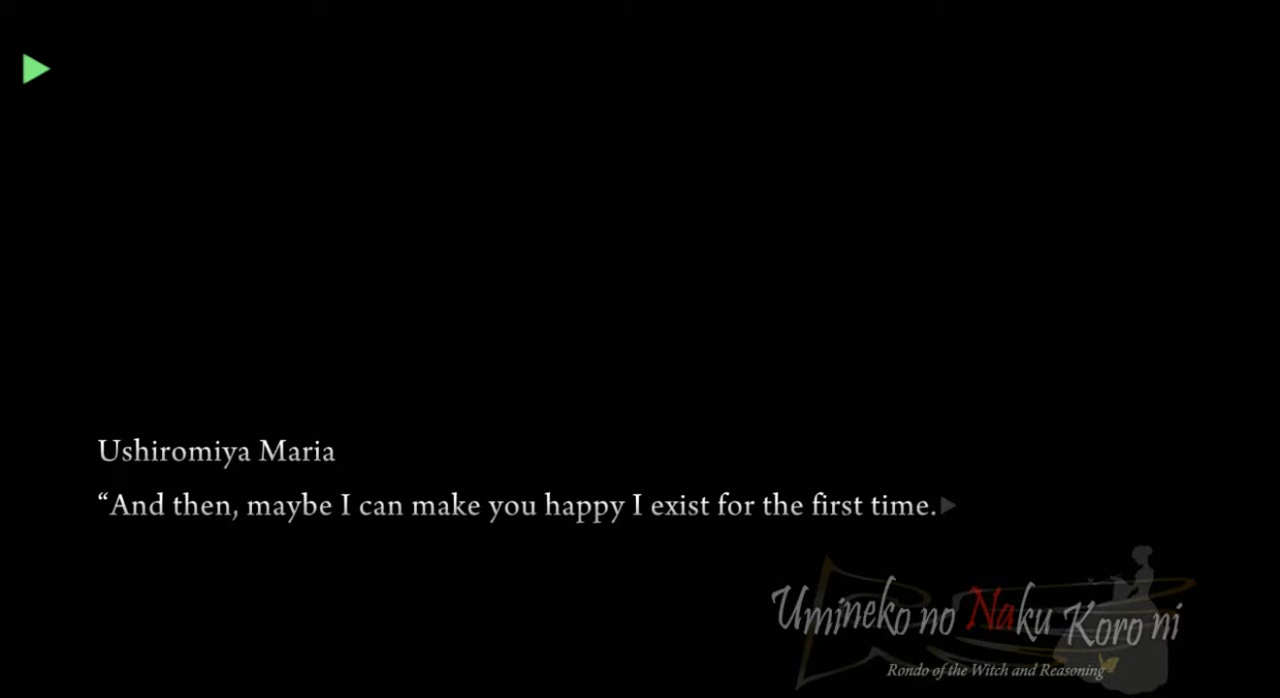 Ushiromiya Maria
“And then, maybe I can make you happy I exist for the first time.
Umineko no Naku Koro ni
Rondo of the Witch and Reasoning